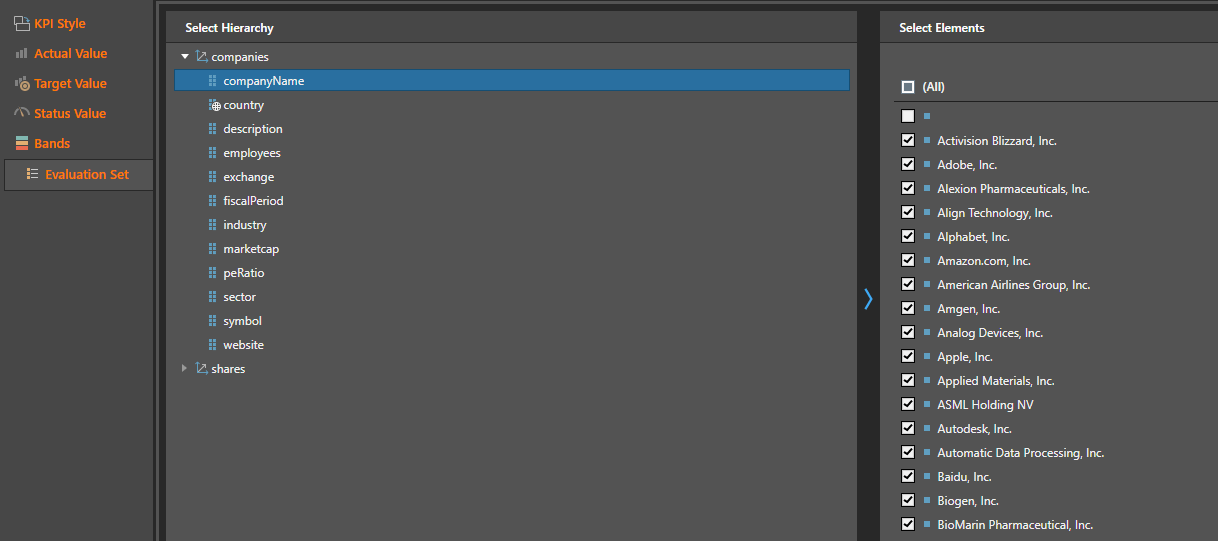 KPI Style
Actual Value
Target Value
Status Value
Bands
Evaluation Set
Select Hierarchy
companies
companyName
country
description
employees
exchange
fiscalPeriod
industry
marketcap
peRatio
sector
symbol
website
shares
Select Elements
(All)
Activision Blizzard, Inc.
Adobe, Inc.
Alexion Pharmaceuticals, Inc.
Align Technology, Inc.
Alphabet, Inc.
Amazon.com, Inc.
American Airlines Group, Inc.
Amgen, Inc.
Analog Devices, Inc.
Apple, Inc.
Applied Materials, Inc.
ASML Holding NV
Autodesk, Inc.
Automatic Data Processing, Inc.
Baidu, Inc.
Biogen, Inc.
BioMarin Pharmaceutical, Inc.